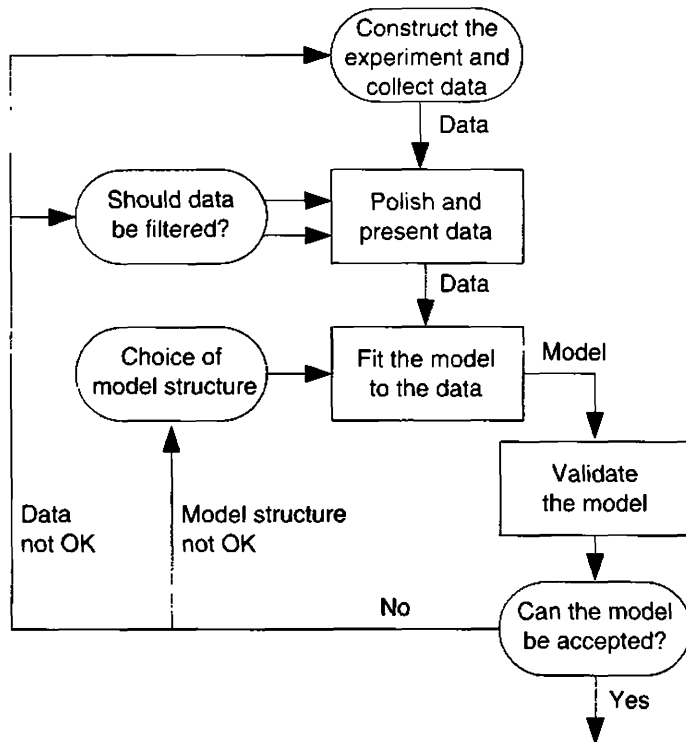 Construct the
experiment and
collect data
Data
Should data
be filtered?
Polish and
present data
Data
Choice of
model structure
Fit the model
to the data
Model
Validate
the model
Data
not OK
Model structure
not OK
No
Can the model
be accepted?
Yes